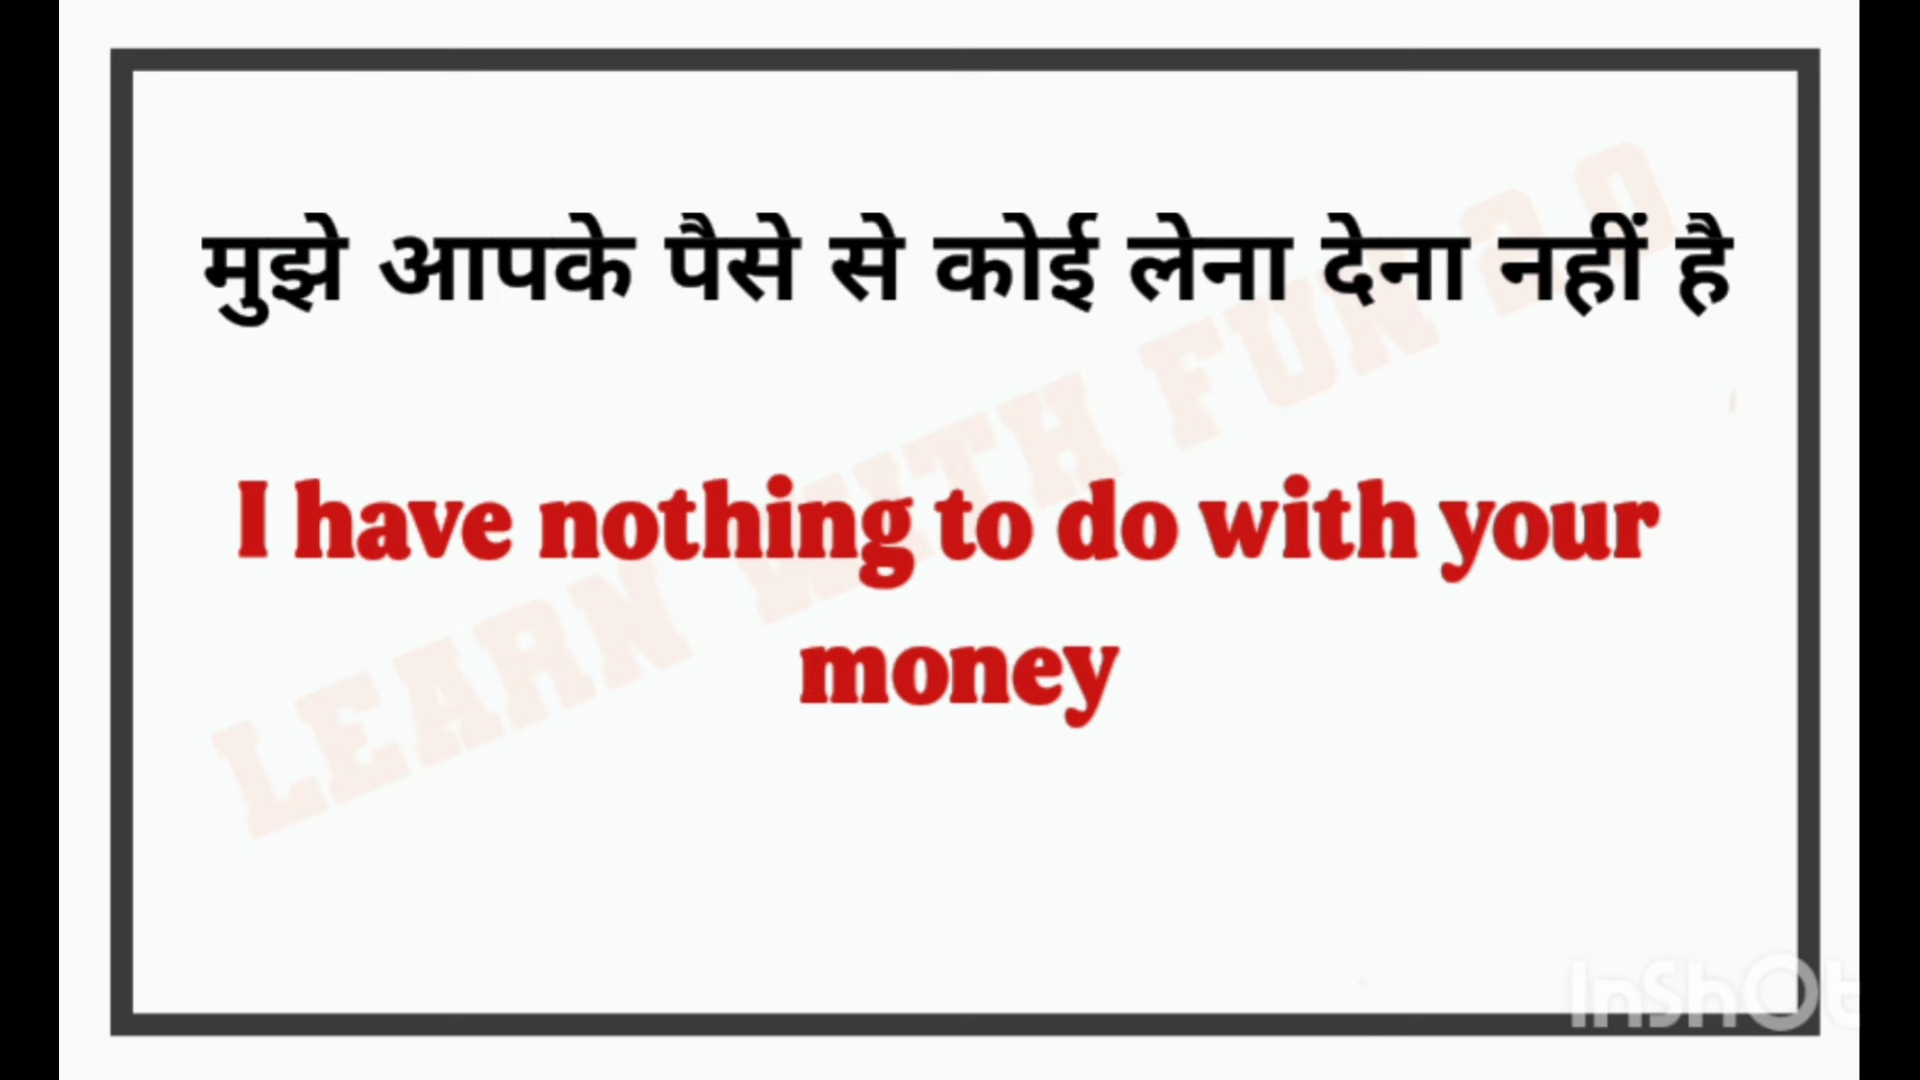 मुझे आपके पैसे से कोई लेना देना नहीं है
I have nothing to do with your
money
LEARN WITH FUN 2.0
InShOt